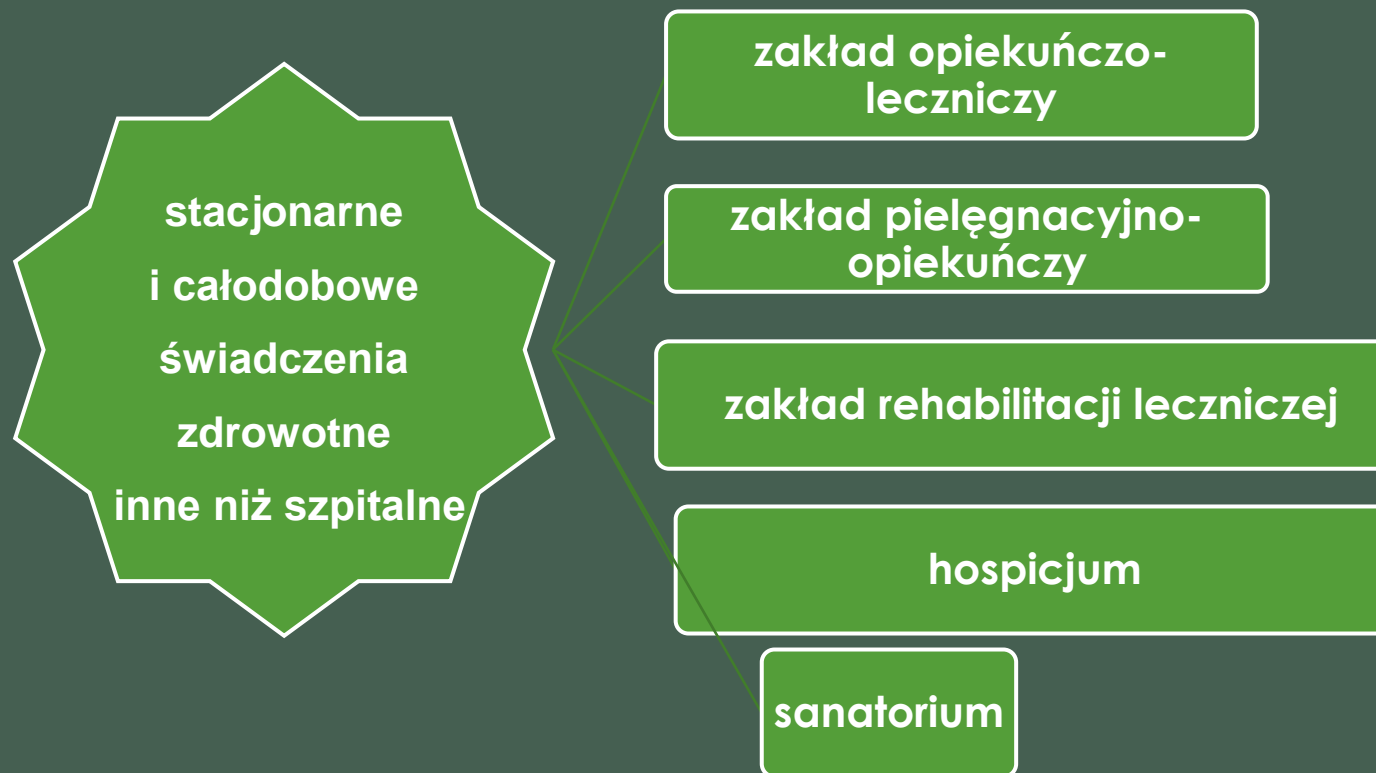 stacjonarne
i całodobowe
świadczenia
zdrowotne
inne niż szpitalne
zakład opiekuńczo-
leczniczy
zakład pielęgnacyjno-
opiekuńczy
zakład rehabilitacji leczniczej
hospicjum
sanatorium